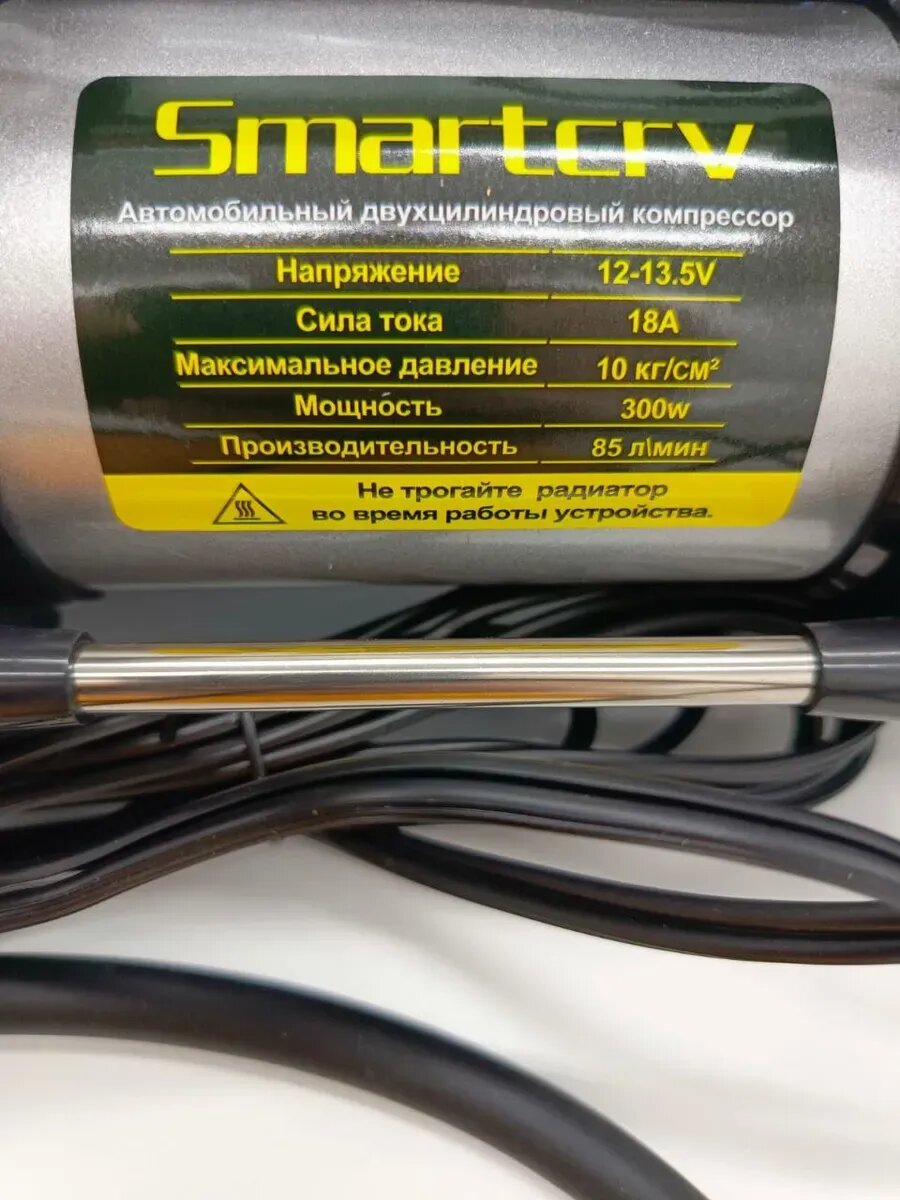 Smartcrv
Автомобильный двухцилиндровый компрессор
Напряжение 12-13.5V
Сила тока 18A
Максимальное давление 10 кг/см²
Мощность 300w
Производительность 85 л\мин
Не трогайте радиатор
во время работы устройства.